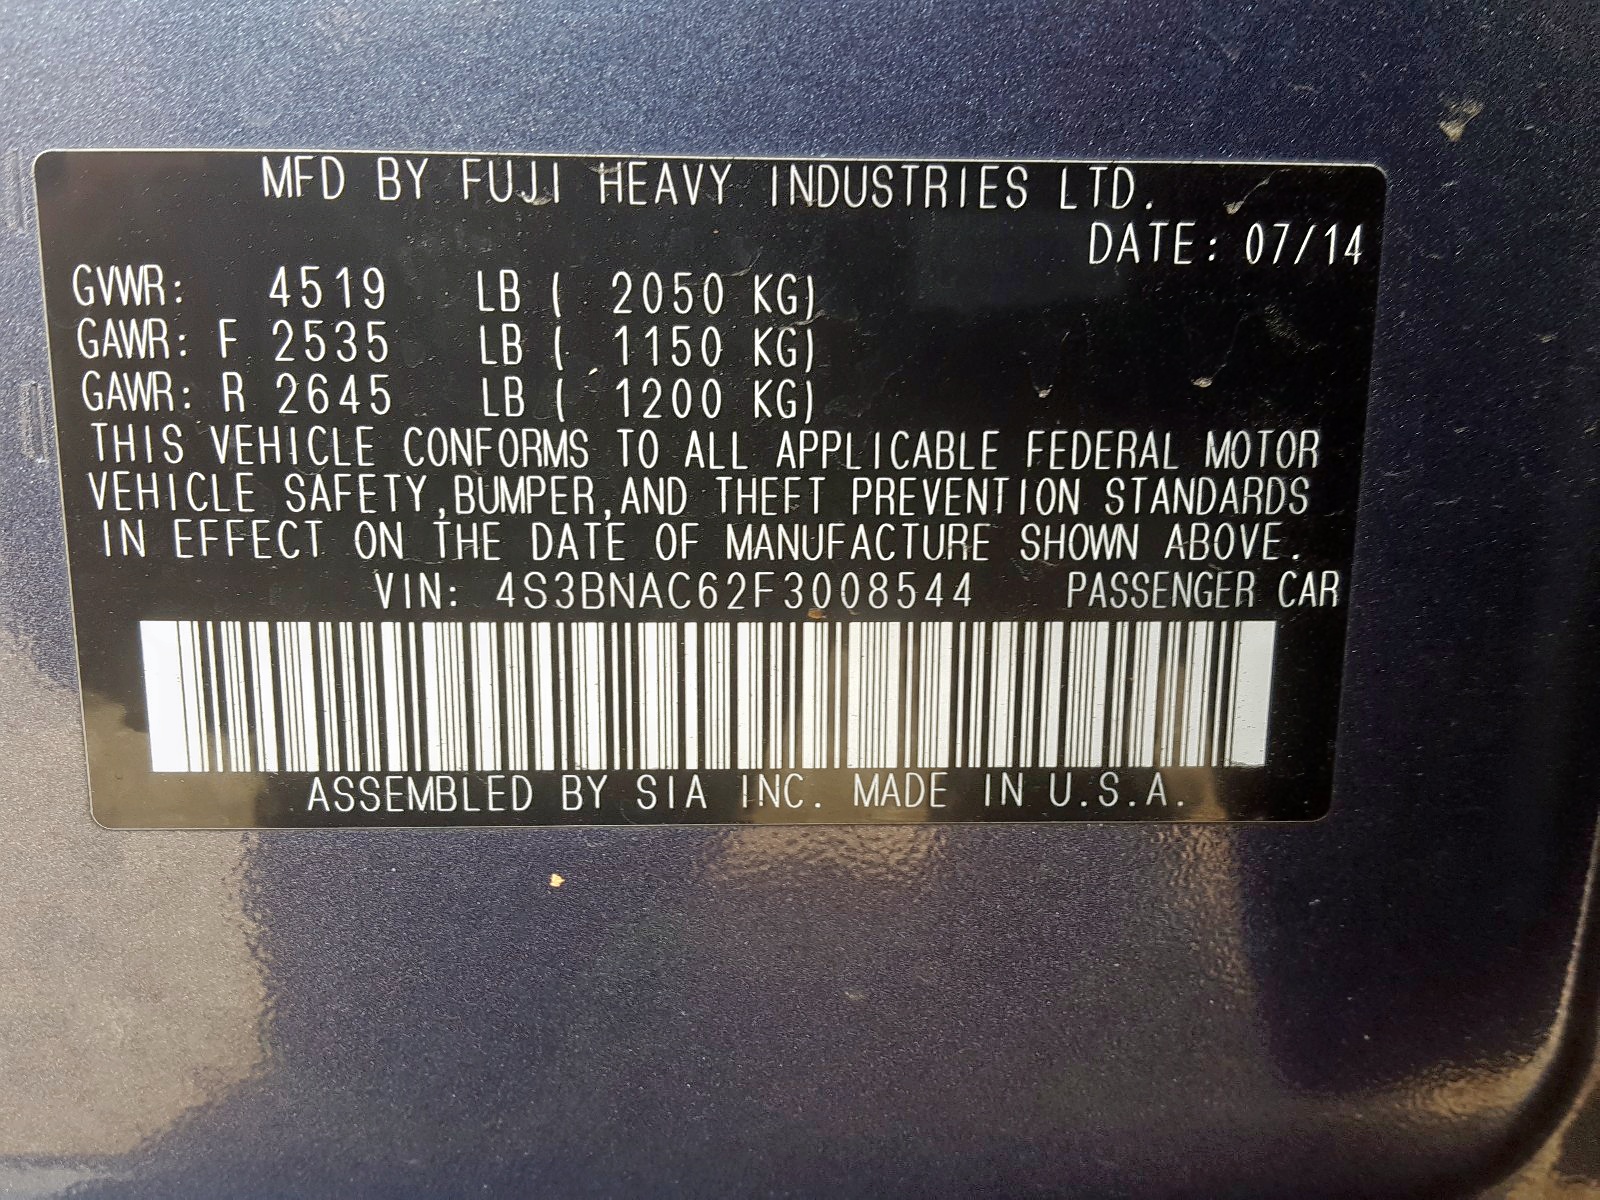 MFD BY FUJI HEAVY INDUSTRIES LTD.
DATE: 07/14
GVWR: 4519 LB ( 2050 KG)
GAWR: F 2535 LB ( 1150 KG)
GAWR: R 2645 LB ( 1200 KG)
THIS VEHICLE CONFORMS TO ALL APPLICABLE FEDERAL MOTOR
VEHICLE SAFETY,BUMPER,AND THEFT PREVENTION STANDARDS
IN EFFECT ON THE DATE OF MANUFACTURE SHOWN ABOVE.
VIN: 4S3BNAC62F3008544 PASSENGER CAR
ASSEMBLED BY SIA INC. MADE IN U.S.A.